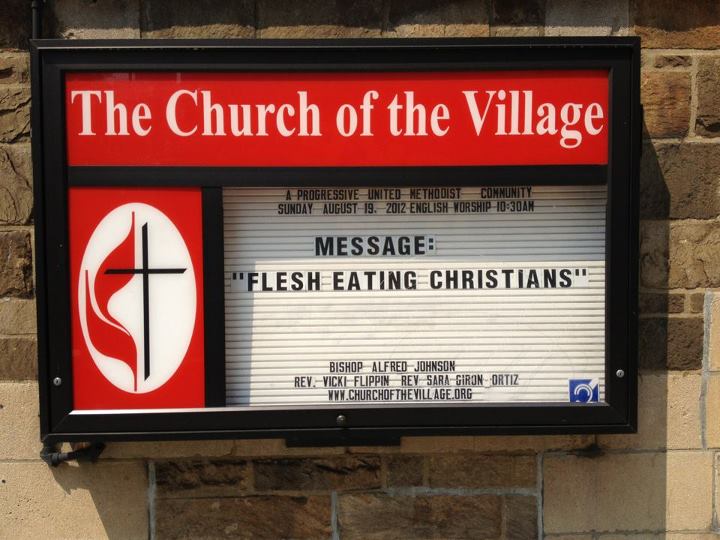 The Church of the Village
A PROGRESSIVE UNITED METHODIST COMMUNITY
SUNDAY AUGUST 19, 2012 ENGLISH WORSHIP 10:30AM
MESSAGE:
"FLESH EATING CHRISTIANS"
BISHOP ALFRED JOHNSON
REV. VICKI FLIPPIN REV SARA GIRON ORTIZ
WWW.CHURCHOFTHEVILLAGE.ORG